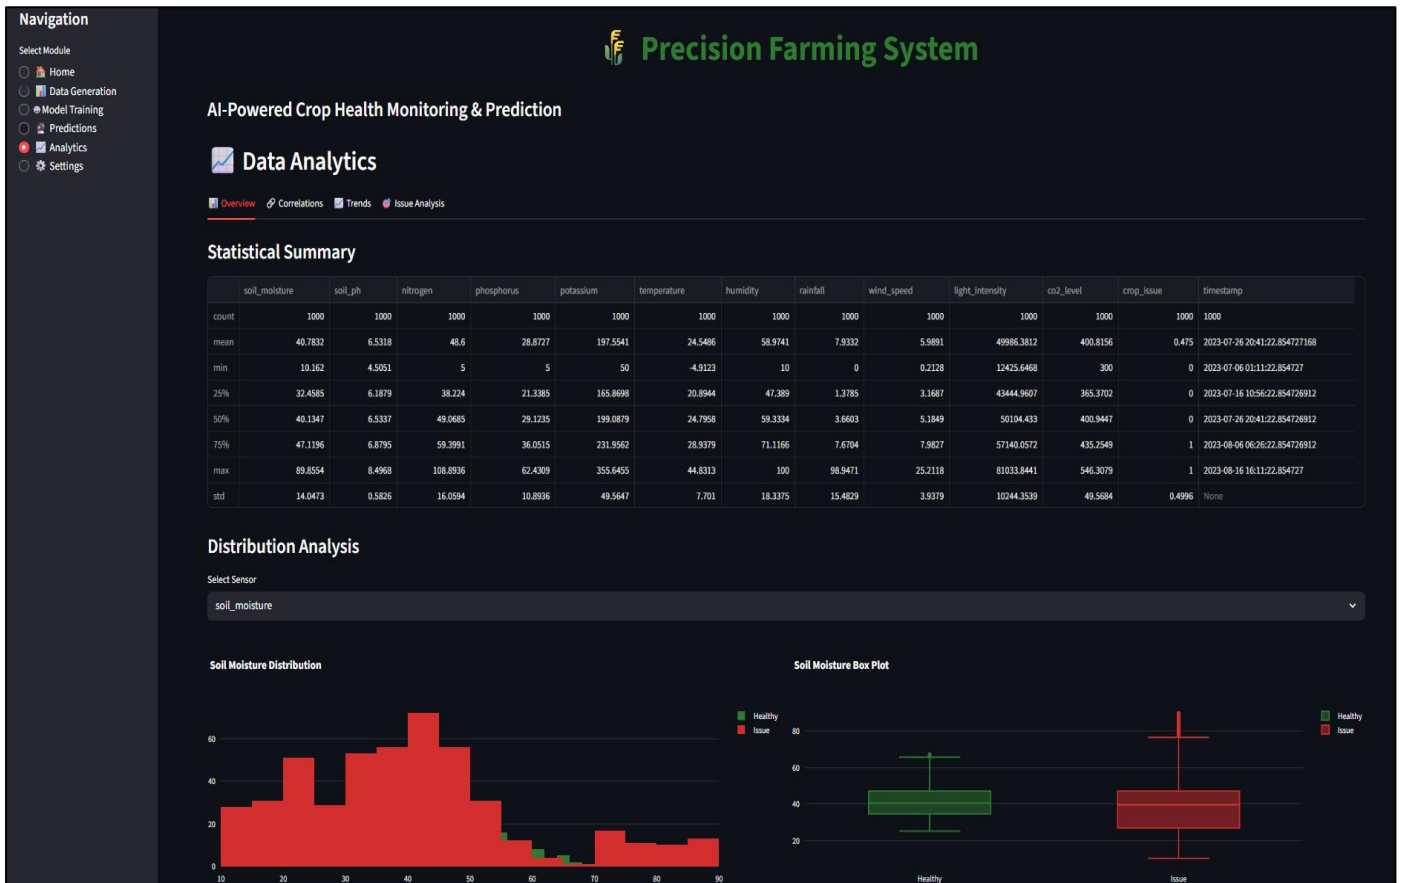 Navigation
Select Module
Home
Data Generation
Model Training
Predictions
Analytics
Settings
Precision Farming System
AI-Powered Crop Health Monitoring & Prediction
Data Analytics
Overview Correlations Trends Issue Analysis
Statistical Summary
soil_moisture soil_ph nitrogen phosphorus potassium temperature humidity rainfall wind_speed light_intensity co2_level crop_issue timestamp
count 1000 1000 1000 1000 1000 1000 1000 1000 1000 1000 1000 1000 1000
mean 40.7832 6.5318 48.6 28.8727 197.5541 24.5486 58.9741 7.9332 5.9891 49986.3812 400.8156 0.475 2023-07-26 20:41:22.854727168
min 10.162 4.5051 5 5 50 -4.9123 10 0 0.2128 12425.6468 300 0 2023-07-06 01:11:22.854727
25% 32.4585 6.1879 38.224 21.3385 165.8698 20.8944 47.389 1.3785 3.1687 43444.9607 365.3702 0 2023-07-16 10:56:22.854726912
50% 40.1347 6.5337 49.0685 29.1235 199.0879 24.7958 59.3334 3.6603 5.1849 50104.433 400.9447 0 2023-07-26 20:41:22.854726912
75% 47.1196 6.8795 59.3991 36.0515 231.9562 28.9379 71.1166 7.6704 7.9827 57140.0572 435.2549 1 2023-08-06 06:26:22.854726912
max 89.8554 8.4968 108.8936 62.4309 355.6455 44.8313 100 98.9471 25.2118 81033.8441 546.3079 1 2023-08-16 16:11:22.854727
std 14.0473 0.5826 16.0594 10.8936 49.5647 7.701 18.3375 15.4829 3.9379 10244.3539 49.5684 0.4996 None
Distribution Analysis
Select Sensor
soil_moisture
Soil Moisture Distribution
Healthy
Issue
60
40
20
0
10 20 30 40 50 60 70 80 90
Soil Moisture Box Plot
Healthy
Issue
80
60
40
20
Healthy Issue